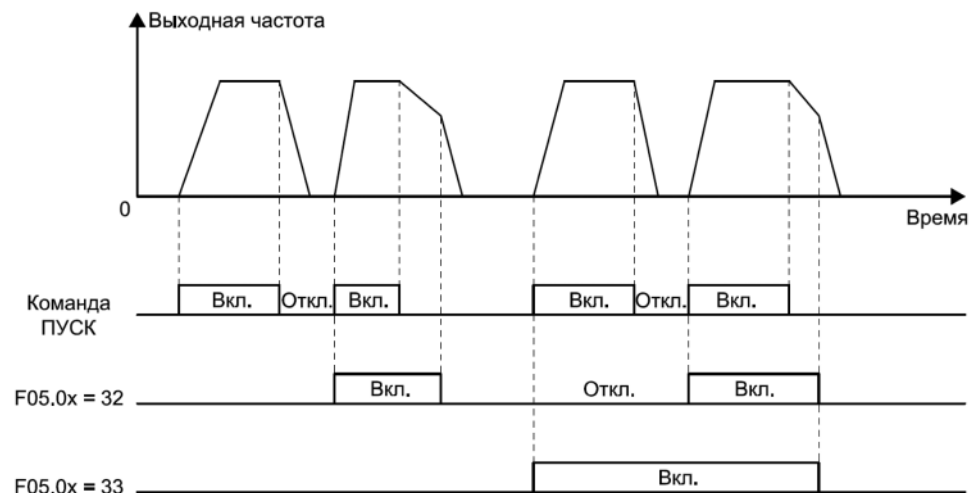 Выходная частота
0
Время
Команда
ПУСК
Вкл. Откл. Вкл. Вкл. Откл. Вкл.
F05.0x = 32
Вкл. Откл. Вкл.
F05.0x = 33
Вкл.